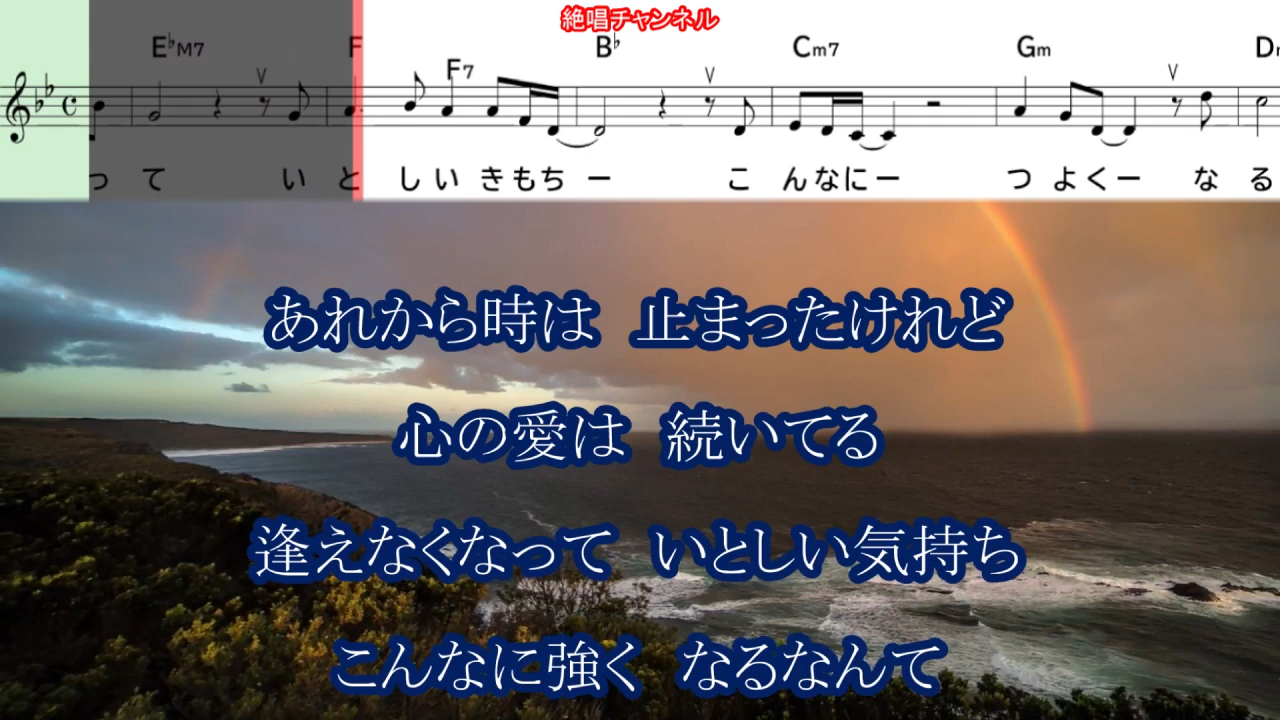 絶唱チャンネル
E♭M7 F F7 B♭ Cm7 Gm
って いと しい きもち ー こ んなに ー つ よく ー な る
あれから時は 止まったけれど
心の愛は 続いてる
逢えなくなって いとしい気持ち
こんなに強く なるなんて